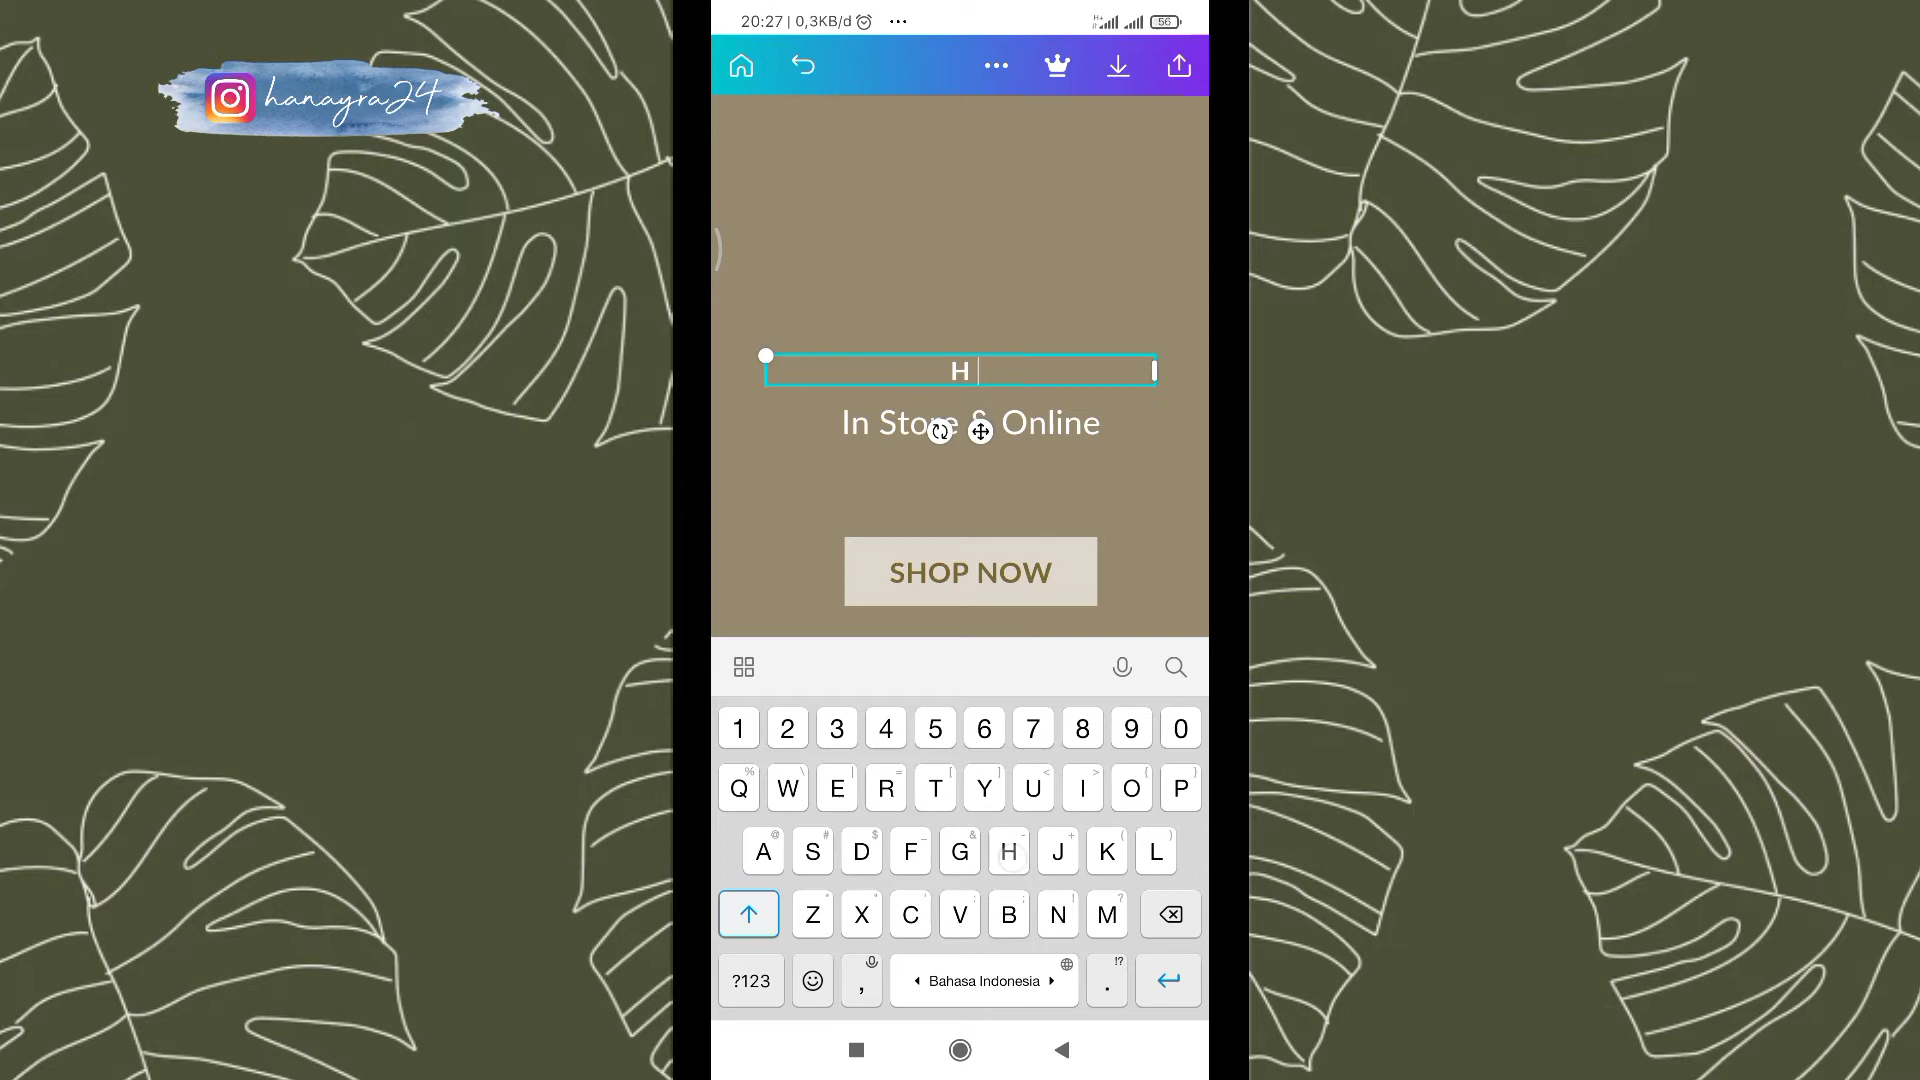 hanayra24
20:27 | 0,3KB/d ... H+ 56
H
In Store & Online
SHOP NOW
1 2 3 4 5 6 7 8 9 0
% \ | = [ ] < > { }
Q W E R T Y U I O P
@ # $ _ & - + ( )
A S D F G H J K L
* " ' : ; ! ?
Z X C V B N M
!?
?123 , Bahasa Indonesia .